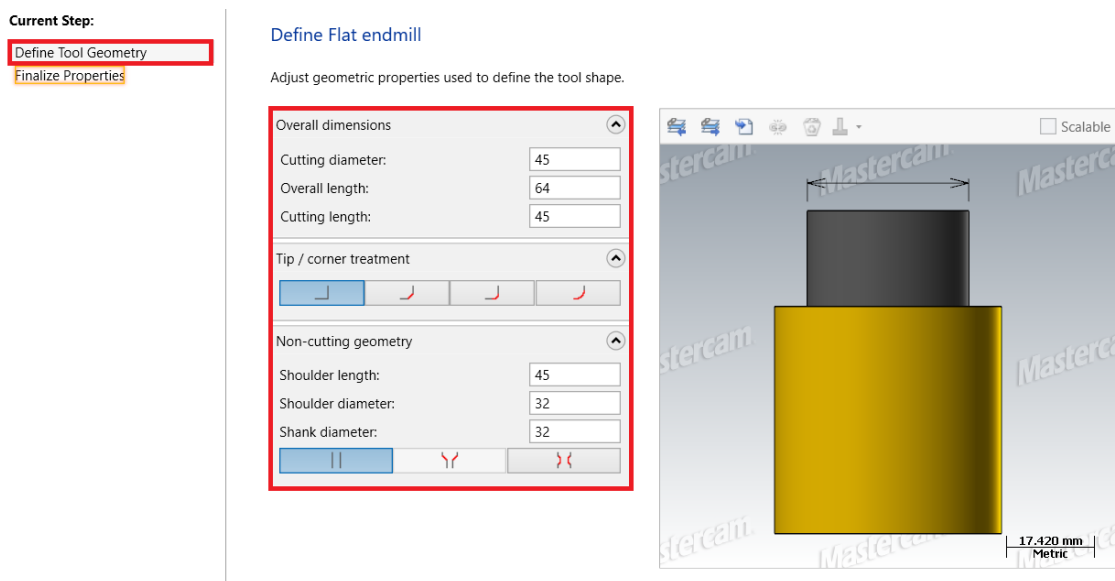 Current Step:
Define Tool Geometry
Finalize Properties
Define Flat endmill
Adjust geometric properties used to define the tool shape.
Overall dimensions
Cutting diameter: 45
Overall length: 64
Cutting length: 45
Tip / corner treatment
Non-cutting geometry
Shoulder length: 45
Shoulder diameter: 32
Shank diameter: 32
Scalable
Mastercam
17.420 mm
Metric